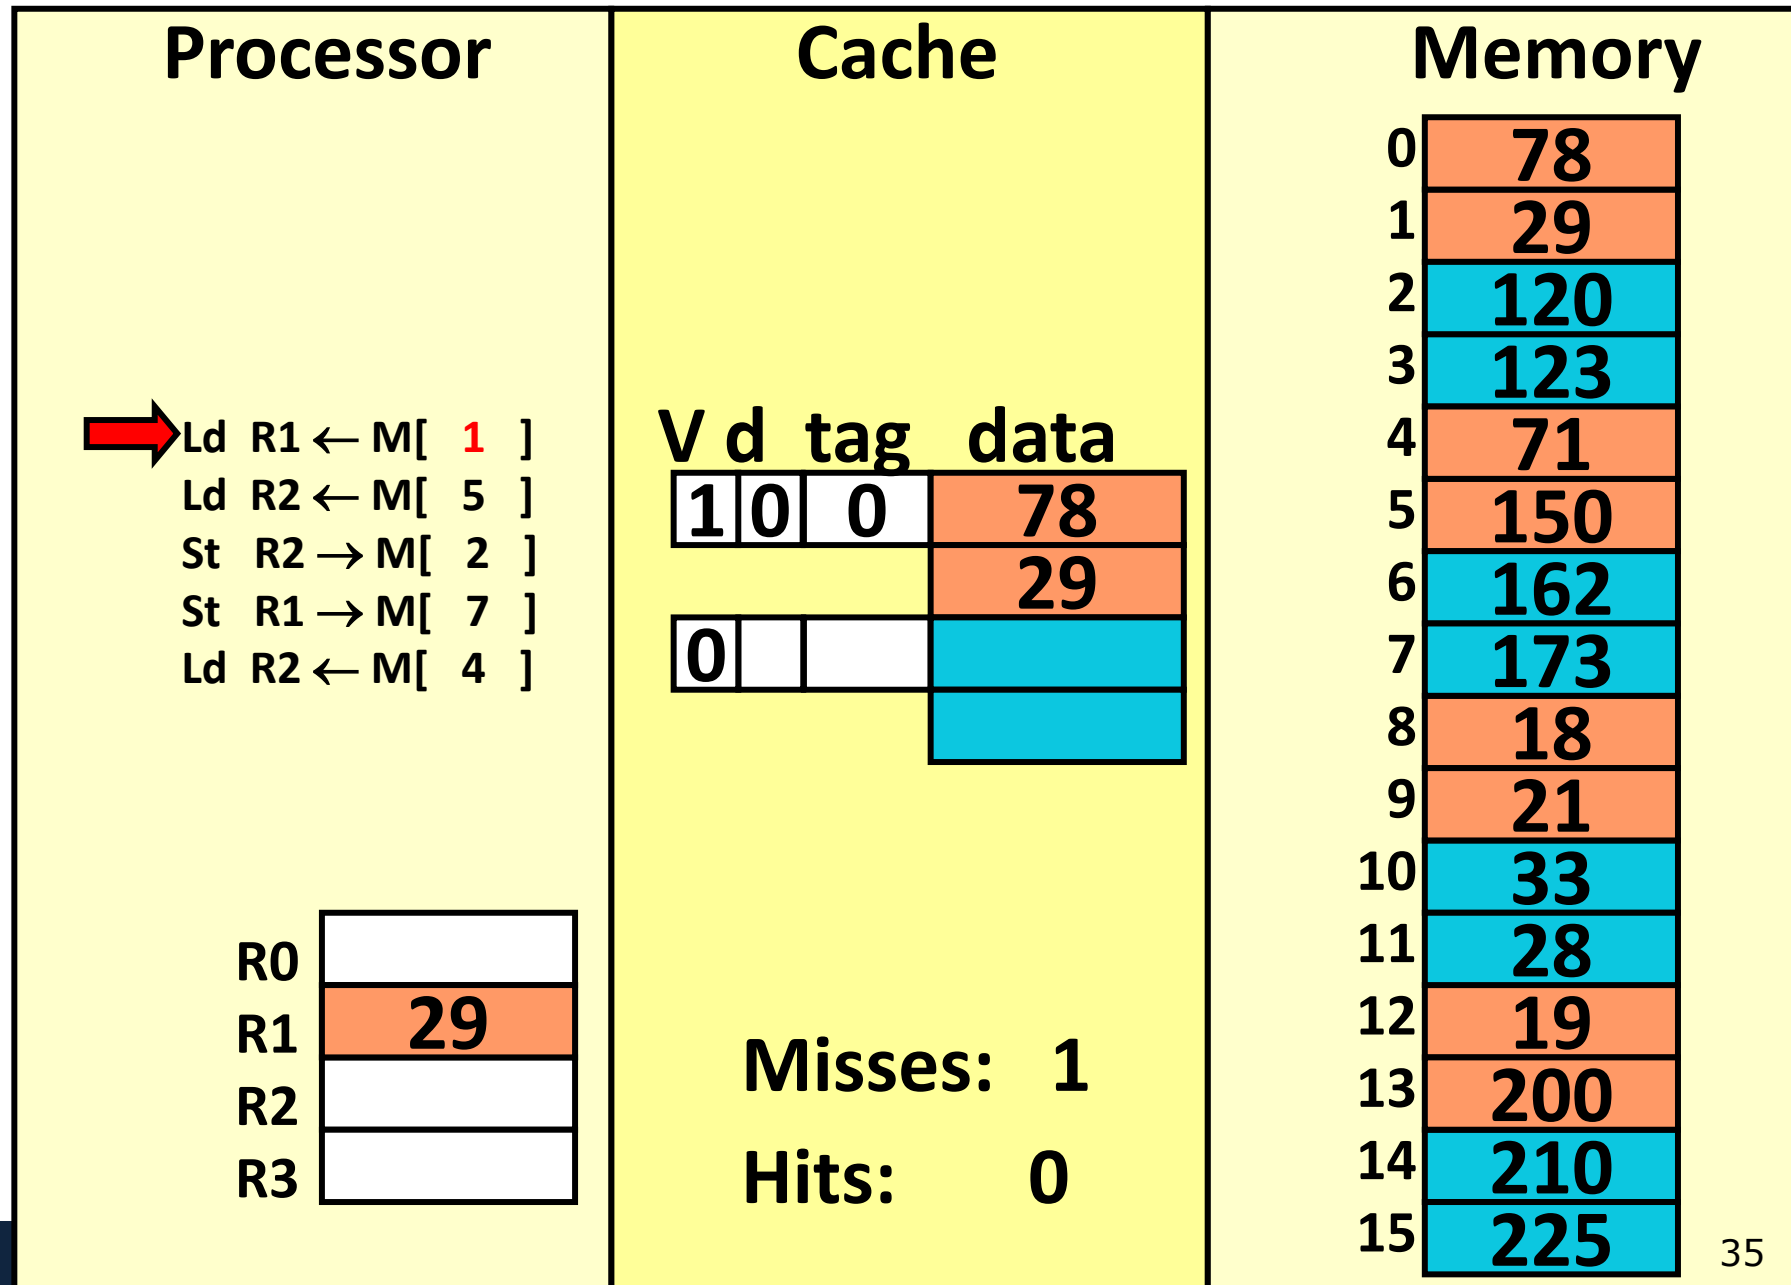 Processor
Ld R1 ← M[ 1 ]
Ld R2 ← M[ 5 ]
St R2 → M[ 2 ]
St R1 → M[ 7 ]
Ld R2 ← M[ 4 ]
R0
R1 29
R2
R3
Cache
V d tag data
1 0 0 78
29
0
Misses: 1
Hits: 0
Memory
0 78
1 29
2 120
3 123
4 71
5 150
6 162
7 173
8 18
9 21
10 33
11 28
12 19
13 200
14 210
15 225
35